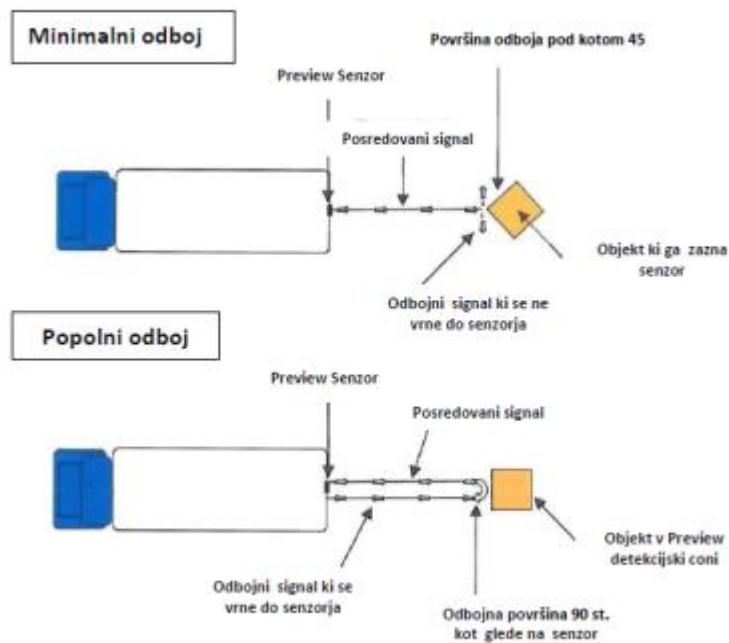 Minimalni odboj
Površina odboja pod kotom 45
Preview Senzor
Posredovani signal
Objekt ki ga zazna
senzor
Odbojni signal ki se ne
vrne do senzorja
Popolni odboj
Preview Senzor
Posredovani signal
Objekt v Preview
detekcijski coni
Odbojni signal ki se
vrne do senzorja
Odbojna površina 90 st.
kot glede na senzor